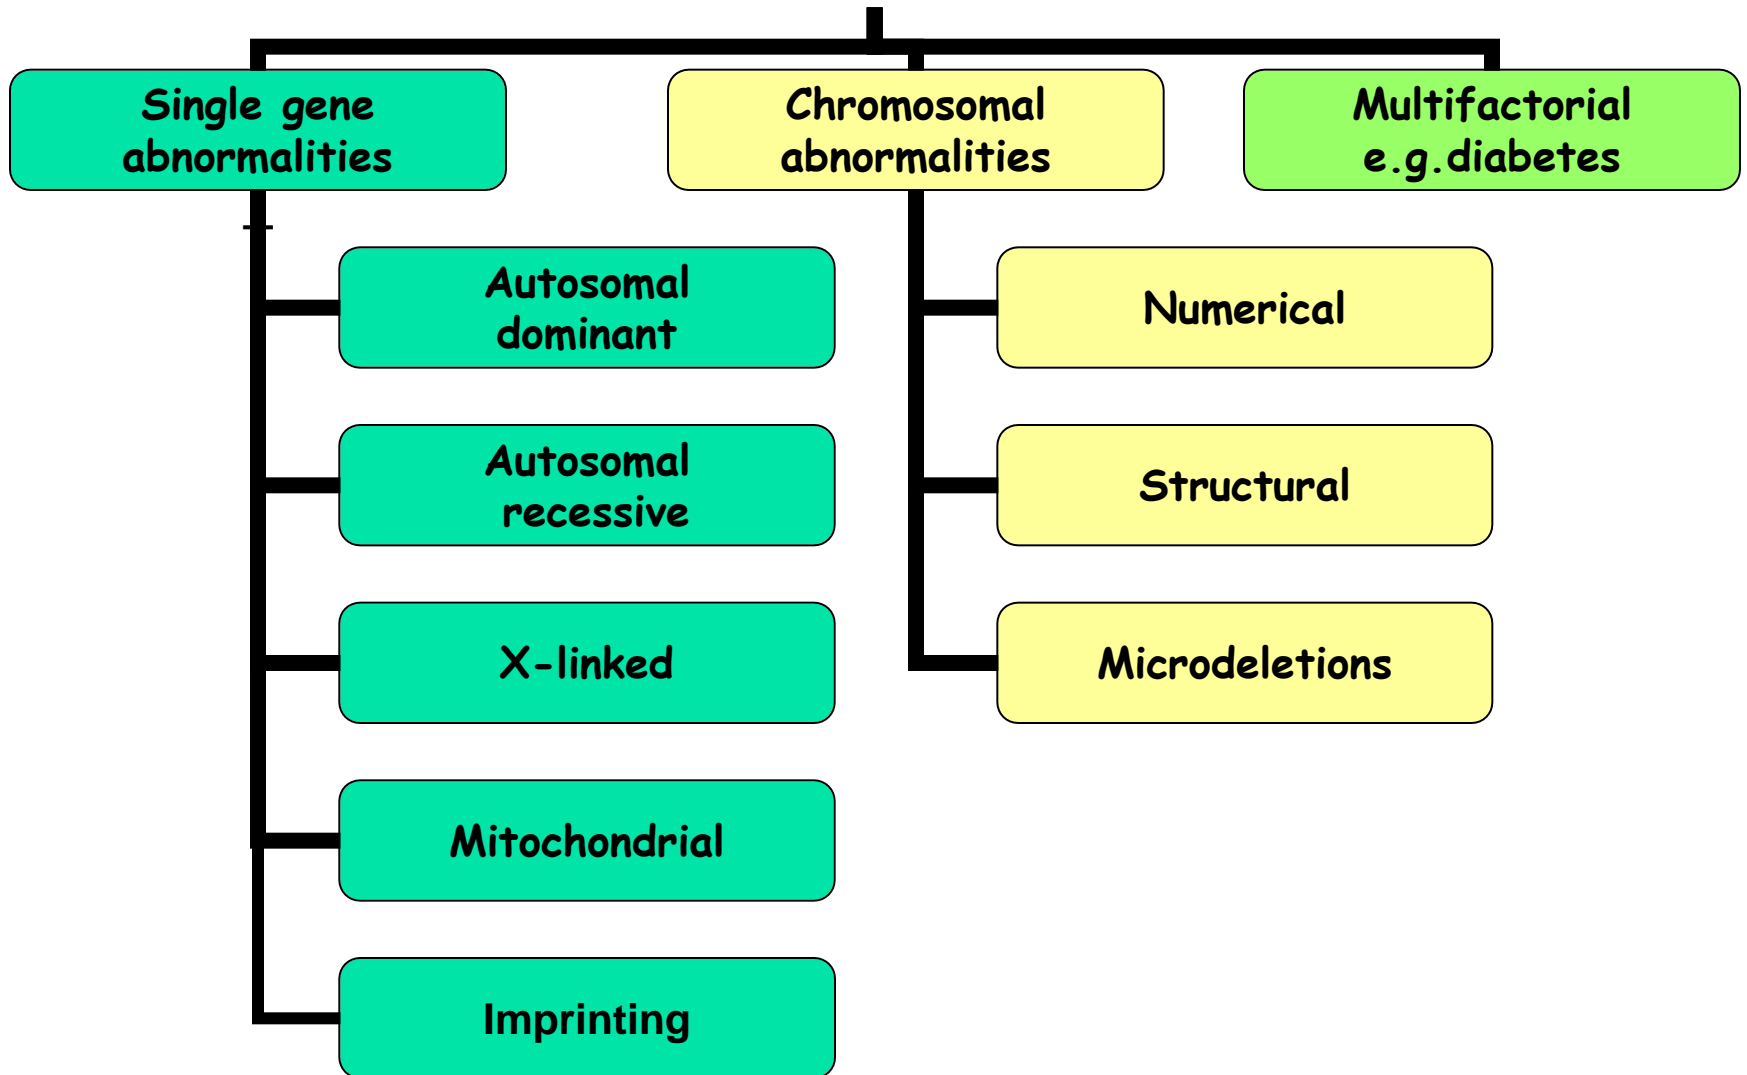 Single gene
abnormalities
Chromosomal
abnormalities
Multifactorial
e.g.diabetes
Autosomal
dominant
Autosomal
recessive
X-linked
Mitochondrial
Imprinting
Numerical
Structural
Microdeletions